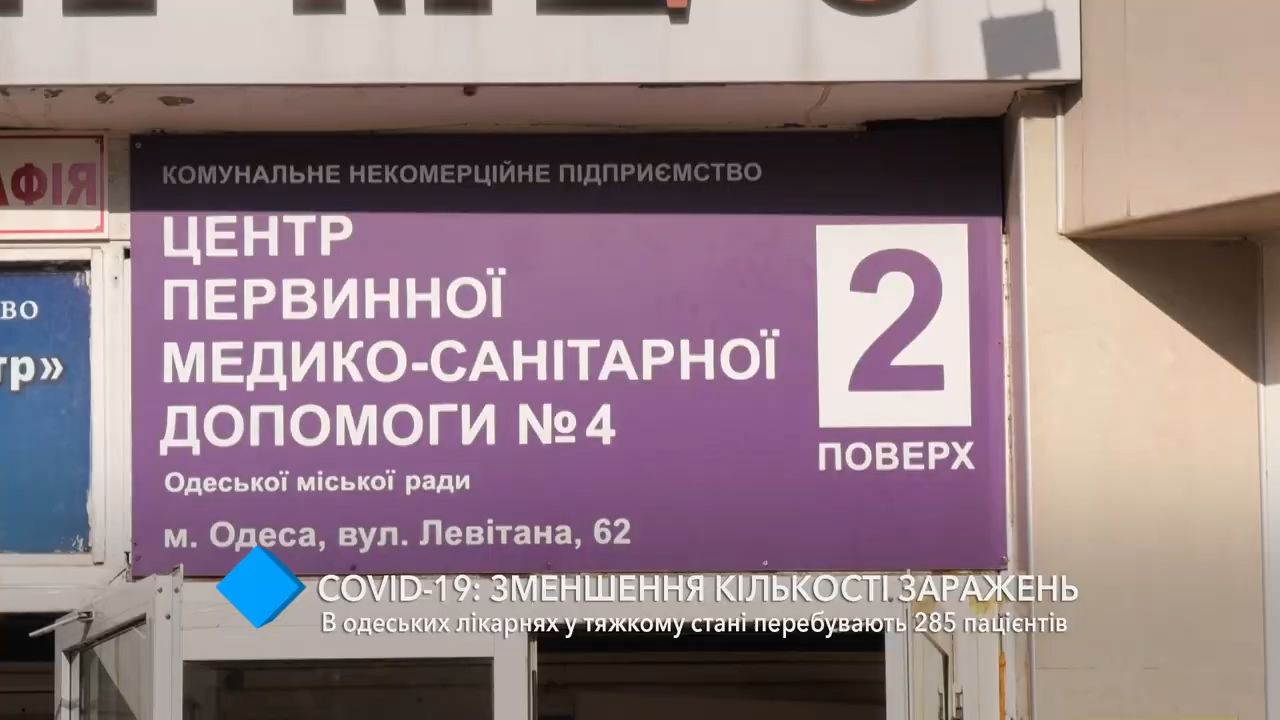 КОМУНАЛЬНЕ НЕКОМЕРЦІЙНЕ ПІДПРИЄМСТВО
ЦЕНТР
ПЕРВИННОЇ
МЕДИКО-САНІТАРНОЇ
ДОПОМОГИ №4
Одеської міської ради
м. Одеса, вул. Левітана, 62
2
ПОВЕРХ
COVID-19: ЗМЕНШЕННЯ КІЛЬКОСТІ ЗАРАЖЕНЬ
В одеських лікарнях у тяжкому стані перебувають 285 пацієнтів